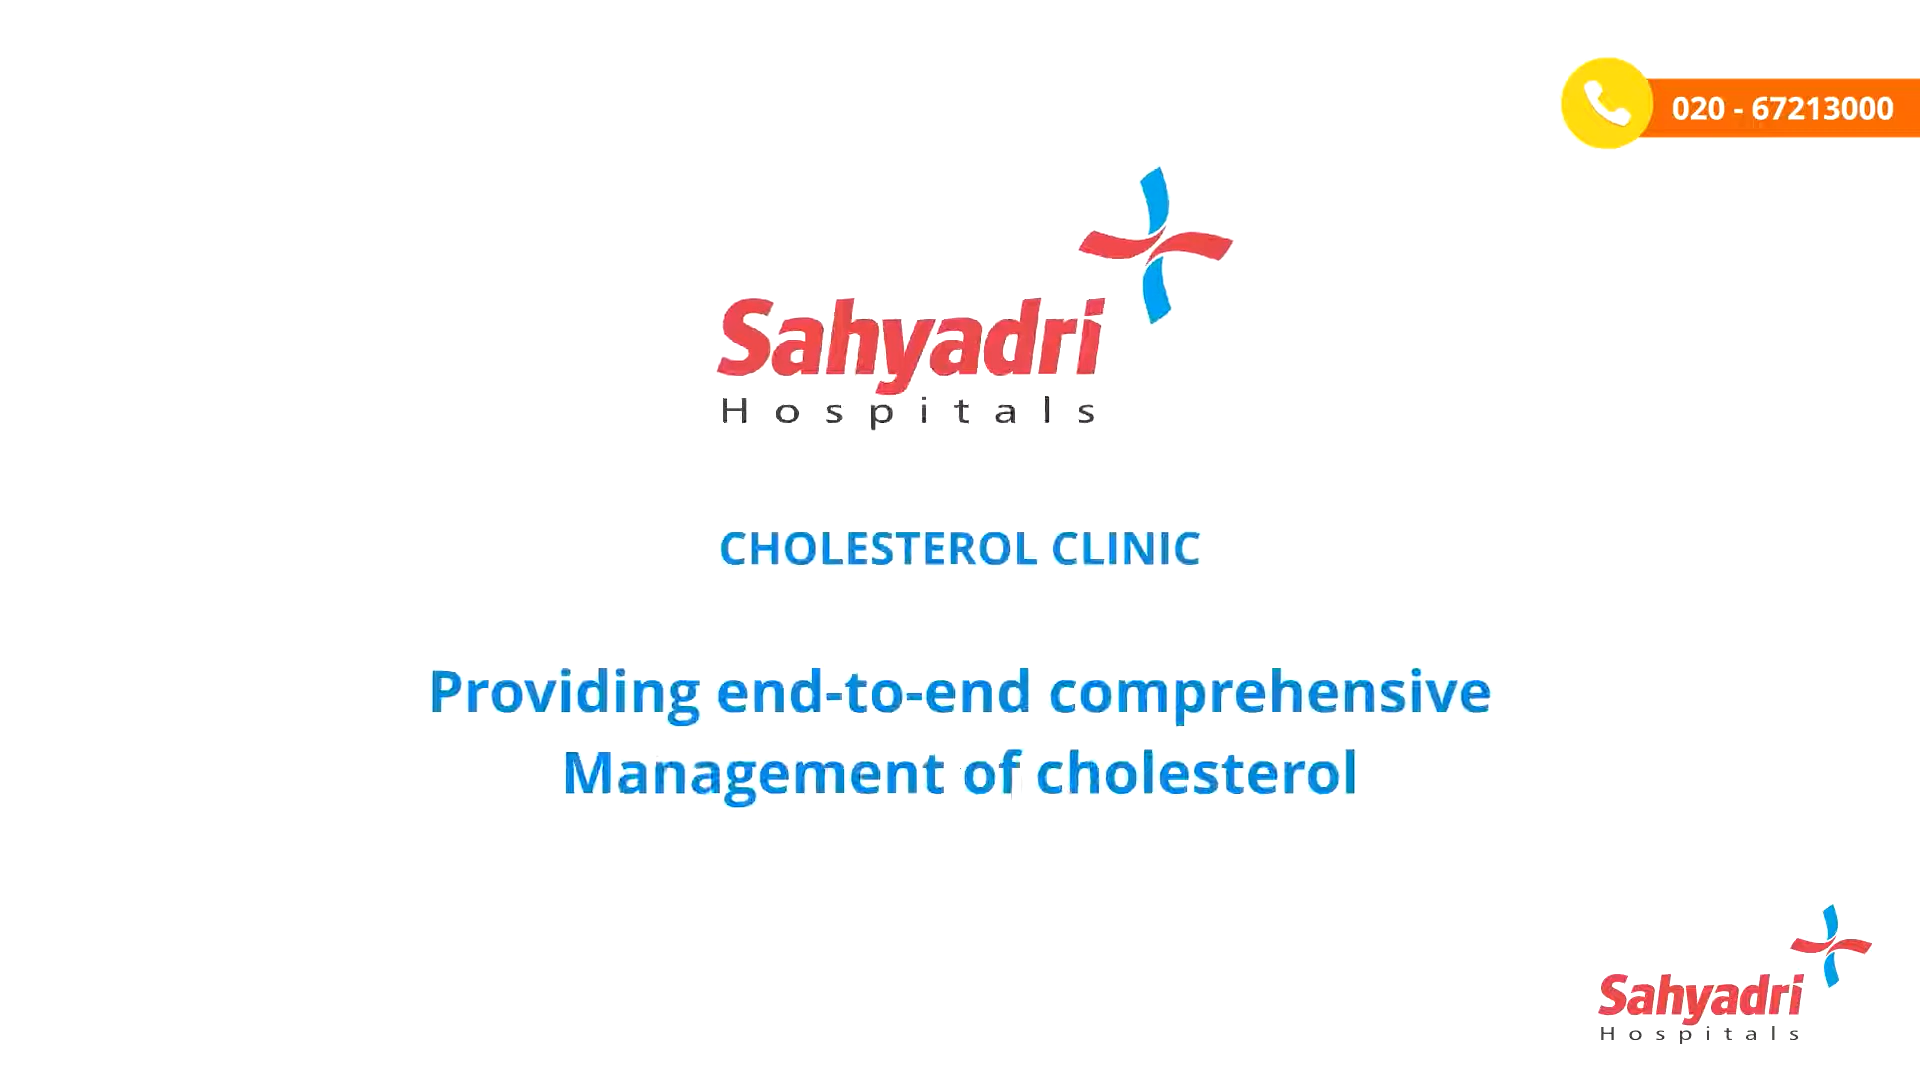 020 - 67213000
Sahyadri
Hospitals
CHOLESTEROL CLINIC
Providing end-to-end comprehensive
Management of cholesterol
Sahyadri
Hospitals